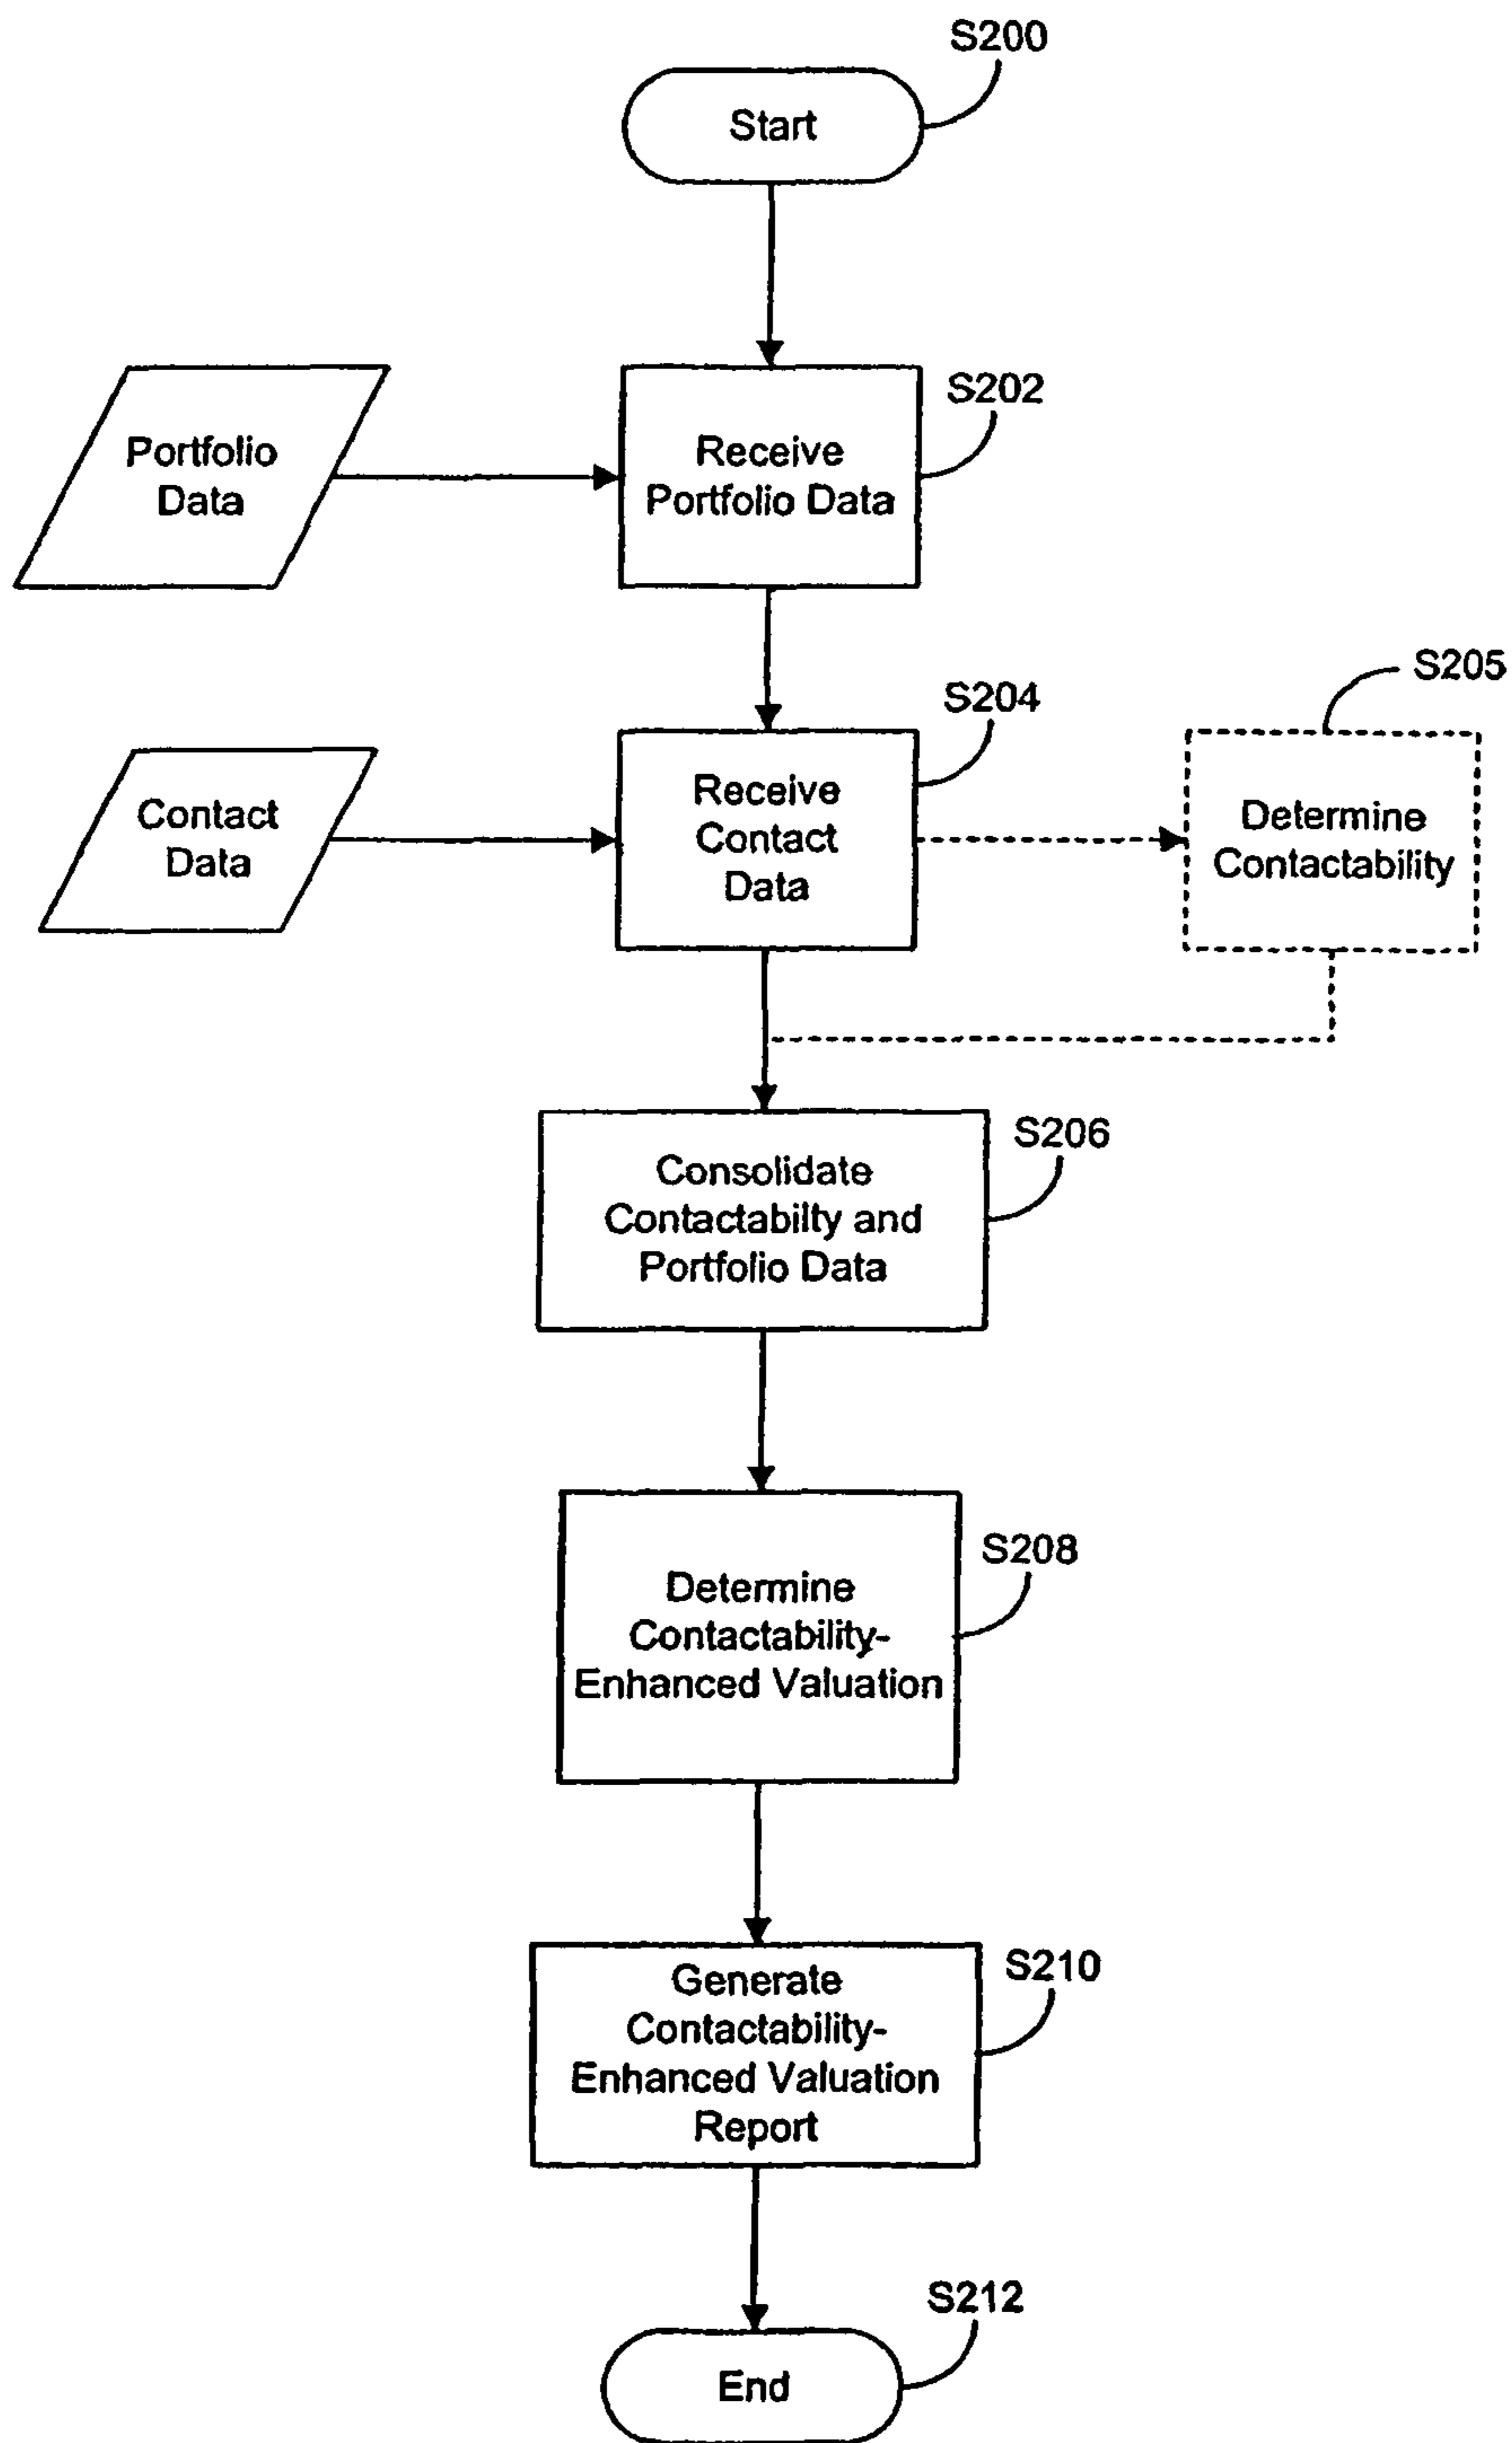 S200
Start
S202
Portfolio
Data
Receive
Portfolio Data
S205
S204
Contact
Data
Receive
Contact
Data
Determine
Contactability
S206
Consolidate
Contactabilty and
Portfolio Data
S208
Determine
Contactability-
Enhanced Valuation
S210
Generate
Contactability-
Enhanced Valuation
Report
S212
End